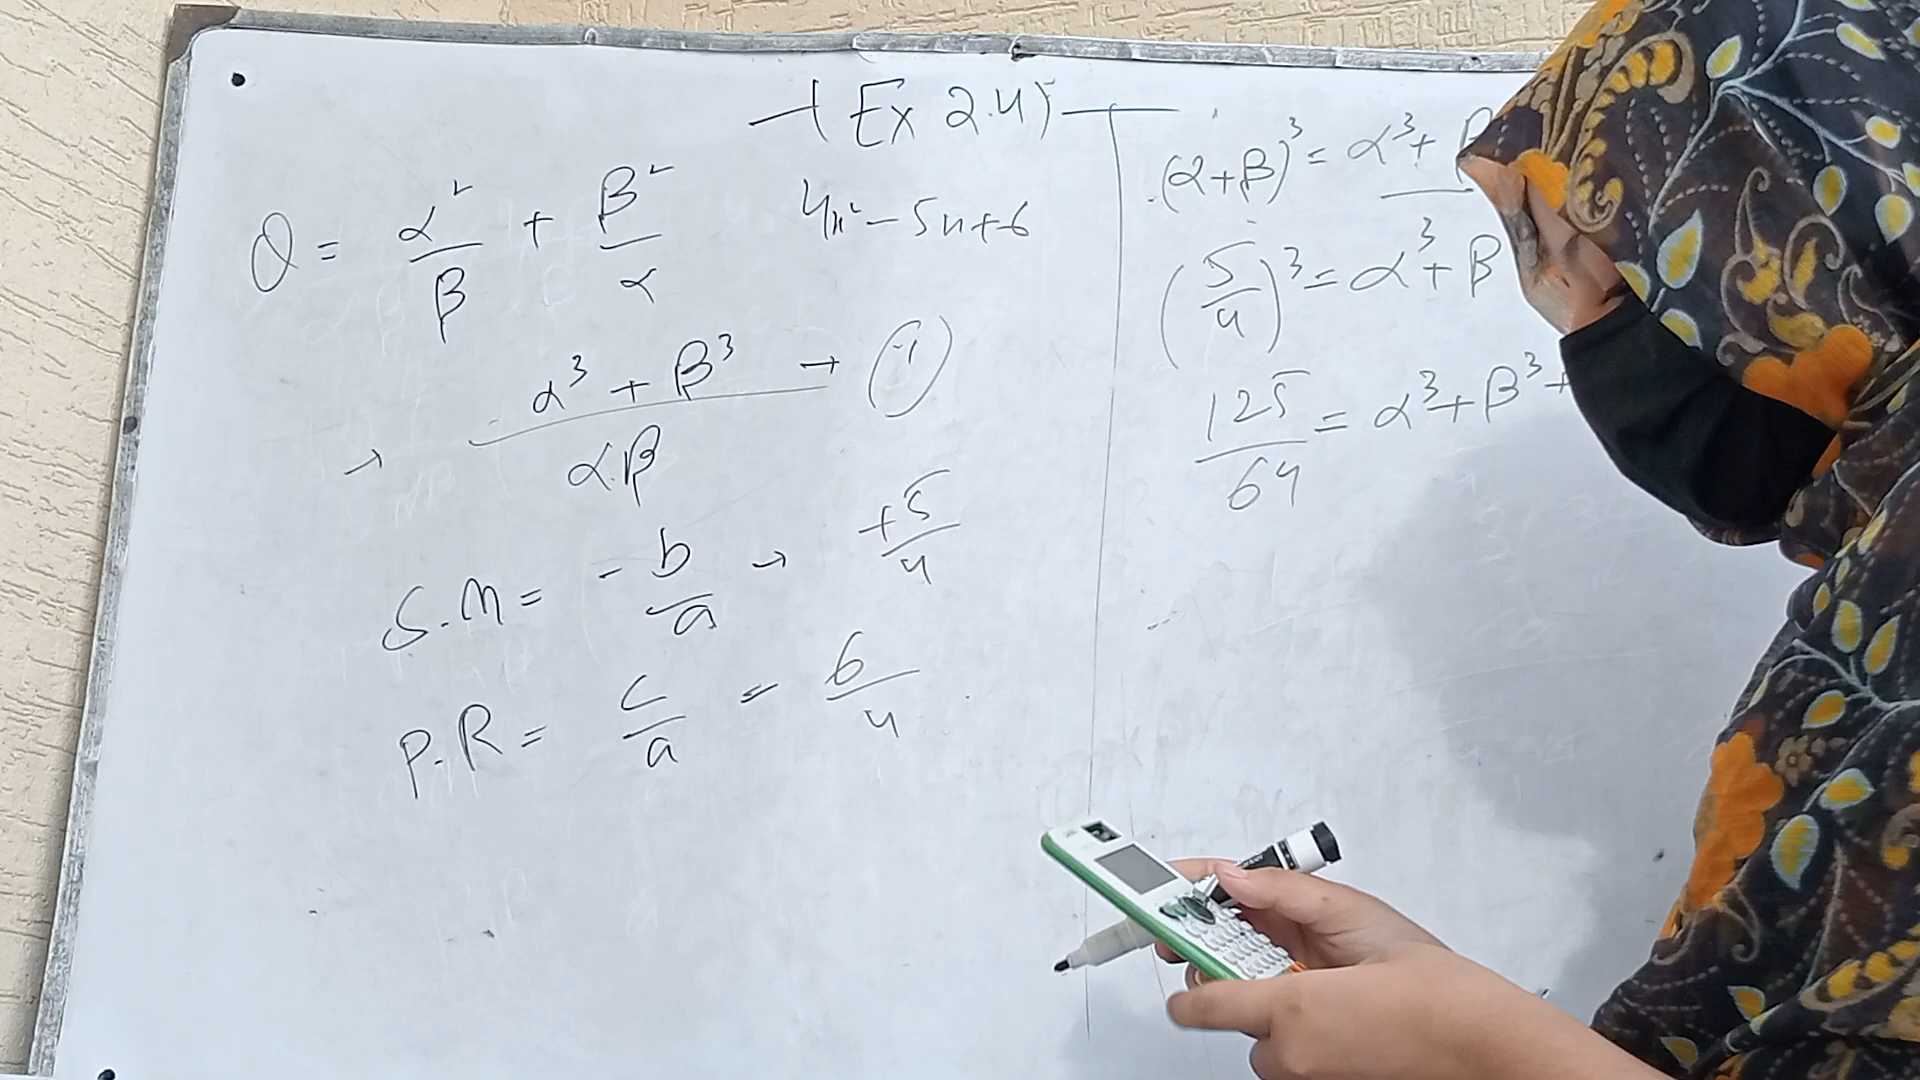 (Ex 2.4)
Q = α²/β + β²/α
4x² - 5x + 6
→ α³ + β³ / α.β → (i)
S.R = - b/a → +5/4
P.R = c/a = 6/4
(α+β)³ = α³ + β
(5/4)³ = α³ + β
125/64 = α³ + β³ +